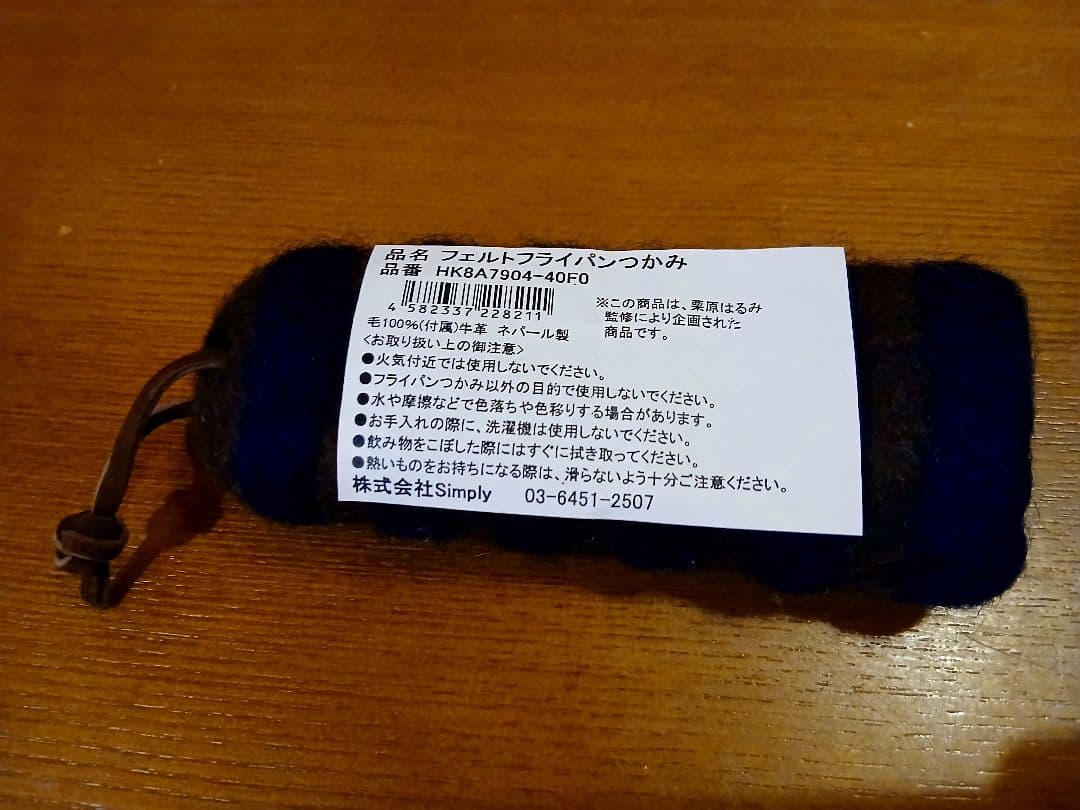 品名 フェルトフライパンつかみ
品番 HK8A7904-40F0
4 582337 228211
※この商品は、栗原はるみ
監修により企画された
商品です。
毛100%(付属)牛革 ネパール製
<お取り扱い上の御注意>
●火気付近では使用しないでください。
●フライパンつかみ以外の目的で使用しないでください。
●水や摩擦などで色落ちや色移りする場合があります。
●お手入れの際に、洗濯機は使用しないでください。
●飲み物をこぼした際にはすぐに拭き取ってください。
●熱いものをお持ちになる際は、滑らないよう十分ご注意ください。
株式会社Simply 03-6451-2507